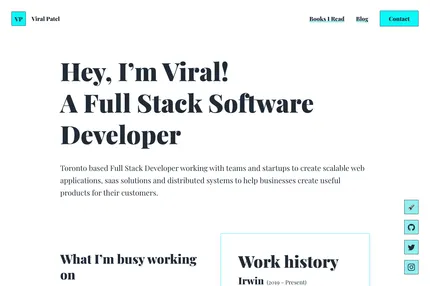 VP Viral Patel Books I Read Blog Contact
Hey, I'm Viral!
A Full Stack Software
Developer
Toronto based Full Stack Developer working with teams and startups to create scalable web
applications, saas solutions and distributed systems to help businesses create useful
products for their customers.
What I'm busy working
on
Work history
Irwin (2019 - Present)